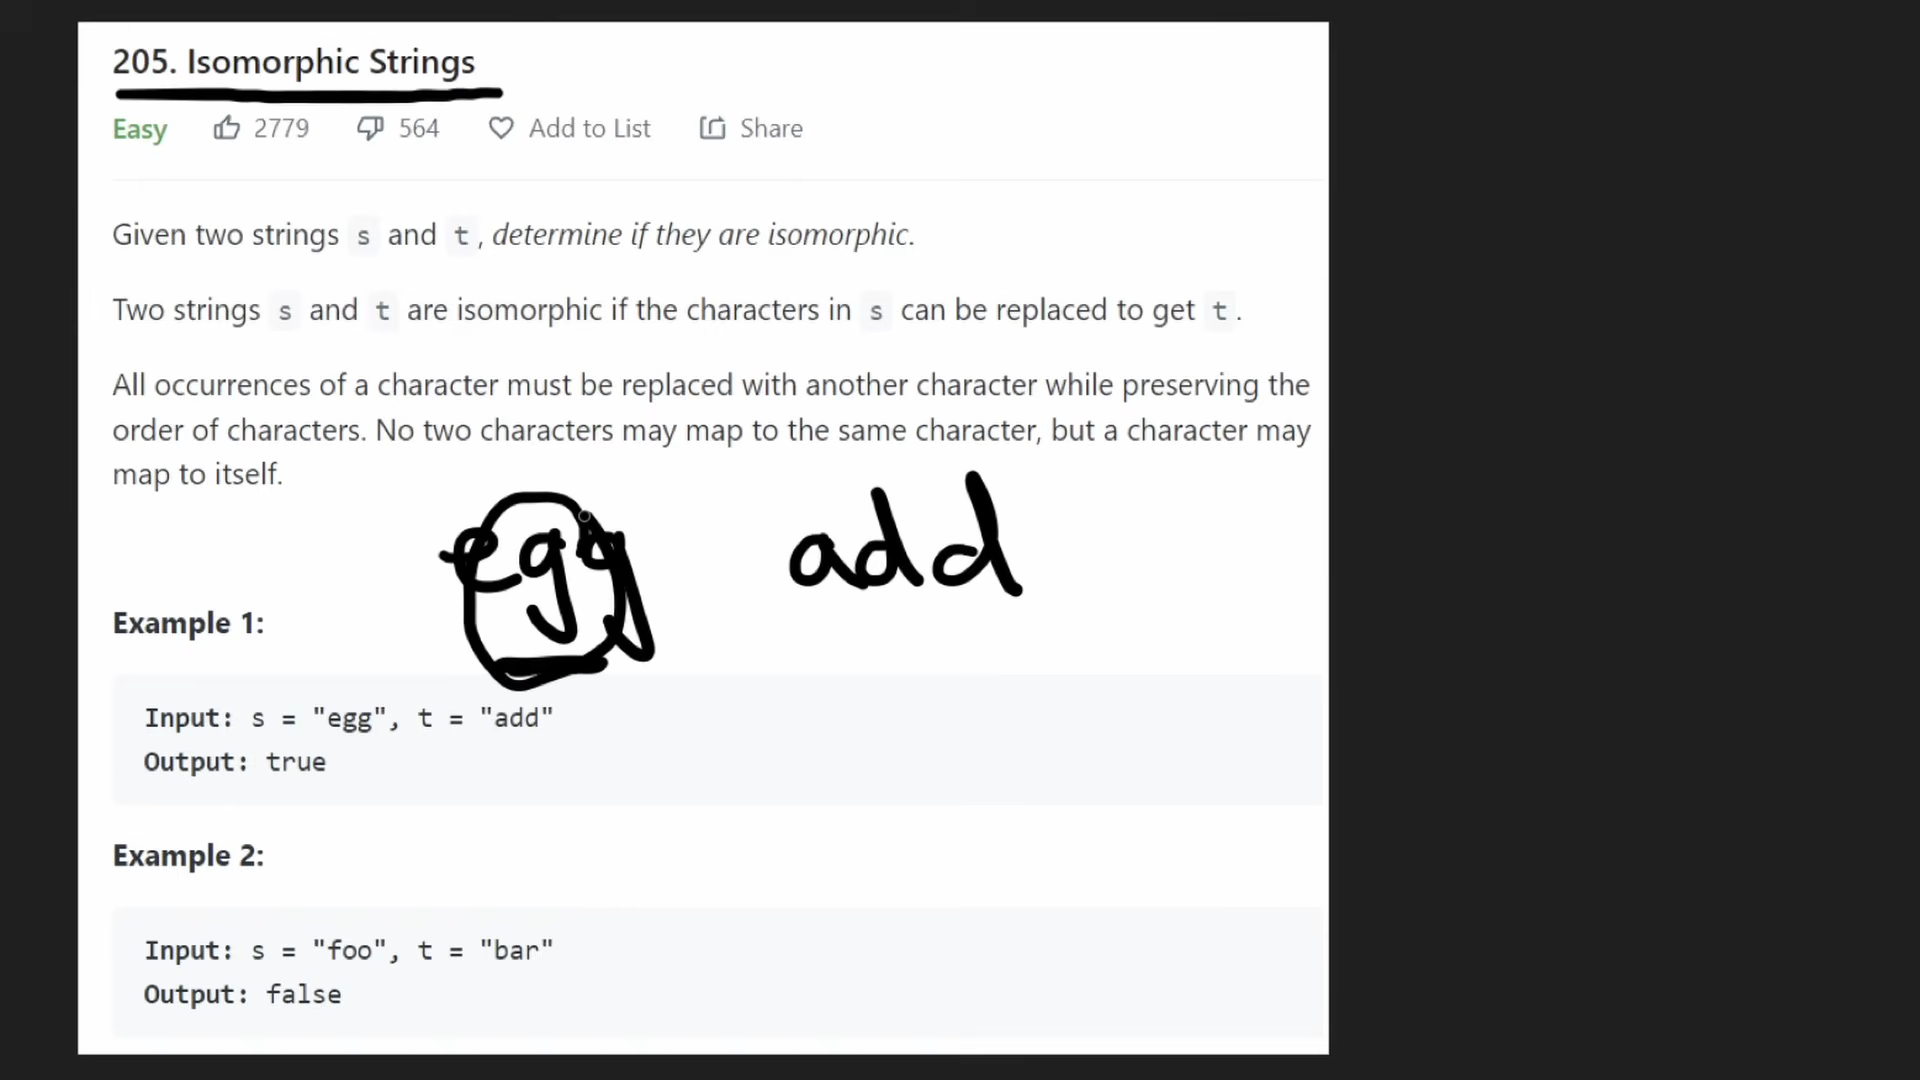 205. Isomorphic Strings
Easy 2779 564 Add to List Share
Given two strings s and t, determine if they are isomorphic.
Two strings s and t are isomorphic if the characters in s can be replaced to get t.
All occurrences of a character must be replaced with another character while preserving the
order of characters. No two characters may map to the same character, but a character may
map to itself.
egg add
Example 1:
Input: s = "egg", t = "add"
Output: true
Example 2:
Input: s = "foo", t = "bar"
Output: false